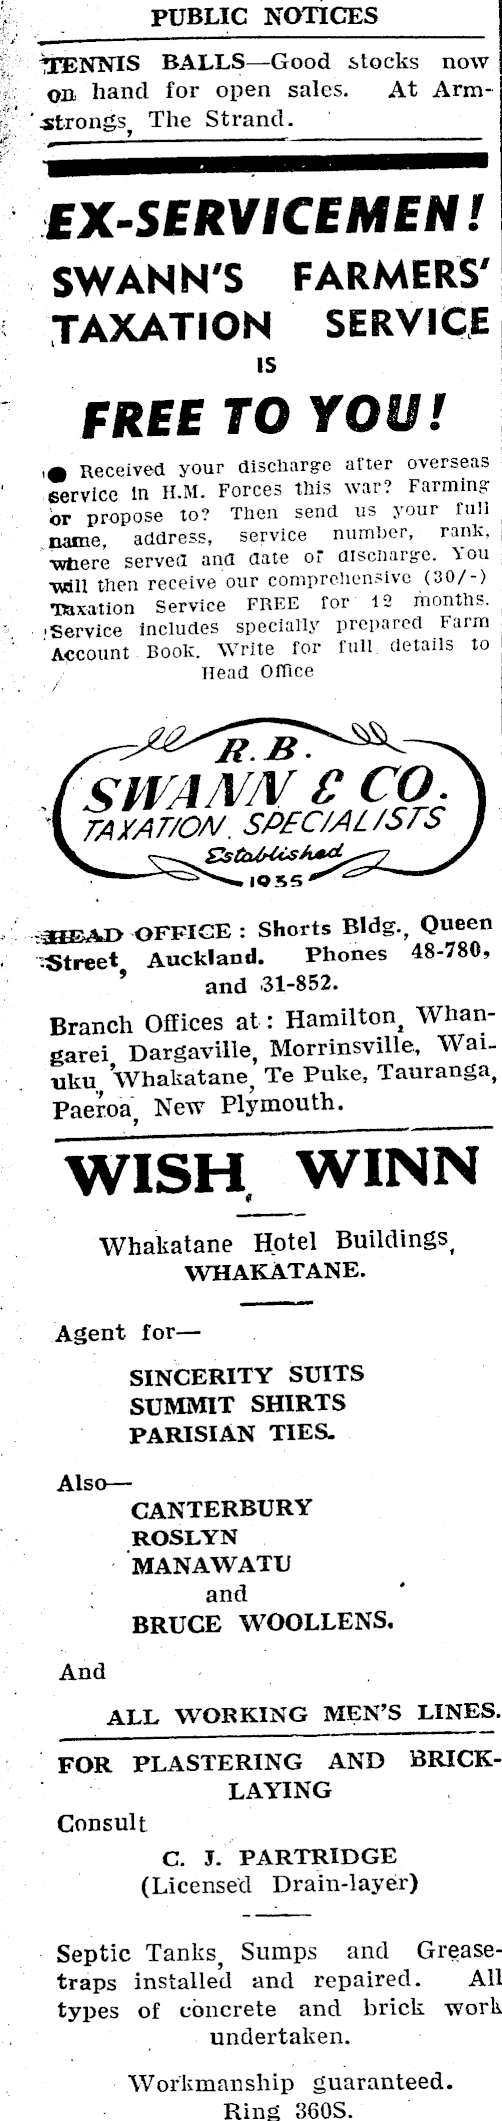 PUBLIC NOTICES
TENNIS BALLS—Good stocks now
on hand for open sales. At Arm-
strongs, The Strand.
EX-SERVICEMEN!
SWANN'S FARMERS'
TAXATION SERVICE
IS
FREE TO YOU!
● Received your discharge after overseas
service in H.M. Forces this war? Farming
or propose to? Then send us your full
name, address, service number, rank,
where served and date of discharge. You
will then receive our comprehensive (30/-)
Taxation Service FREE for 12 months.
Service includes specially prepared Farm
Account Book. Write for full details to
Head Office
R. B.
SWANN & CO.
TAXATION SPECIALISTS
Established
1935
HEAD OFFICE : Shorts Bldg., Queen
Street, Auckland. Phones 48-780,
and 31-852.
Branch Offices at : Hamilton, Whan-
garei, Dargaville, Morrinsville, Wai-
uku, Whakatane, Te Puke, Tauranga,
Paeroa, New Plymouth.
WISH, WINN
Whakatane Hotel Buildings,
WHAKATANE.
Agent for—
SINCERITY SUITS
SUMMIT SHIRTS
PARISIAN TIES.
Also—
CANTERBURY
ROSLYN
MANAWATU
and
BRUCE WOOLLENS.
And
ALL WORKING MEN'S LINES.
FOR PLASTERING AND BRICK-
LAYING
Consult
C. J. PARTRIDGE
(Licensed Drain-layer)
Septic Tanks, Sumps and Grease-
traps installed and repaired. All
types of concrete and brick work
undertaken.
Workmanship guaranteed.
Ring 360S.